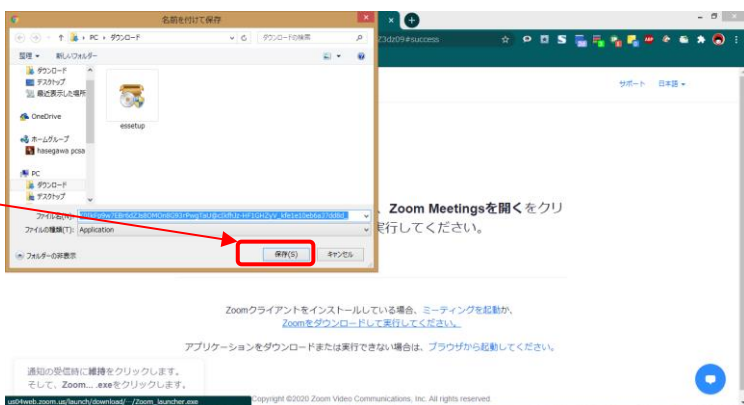 名前を付けて保存
PC ▸ ダウンロード
ダウンロードの検索
整理
新しいフォルダー
ダウンロード
デスクトップ
最近表示した場所
OneDrive
ホームグループ
hasegawa pcsa
PC
ダウンロード
デスクトップ
essetup
ファイル名(N):
ファイルの種類(T): Application
フォルダーの非表示
保存(S)
キャンセル
#success
サポート 日本語
、Zoom Meetingsを開くをクリ
実行してください。
Zoomクライアントをインストールしている場合、ミーティングを起動か、
Zoomをダウンロードして実行してください。
アプリケーションをダウンロードまたは実行できない場合は、ブラウザから起動してください。
通知の受信時に維持をクリックします。
そして、Zoom... .exeをクリックします。
us04web.zoom.us/launch/download/···/Zoom_launcher.exe
Copyright ©2020 Zoom Video Communications, Inc. All rights reserved.